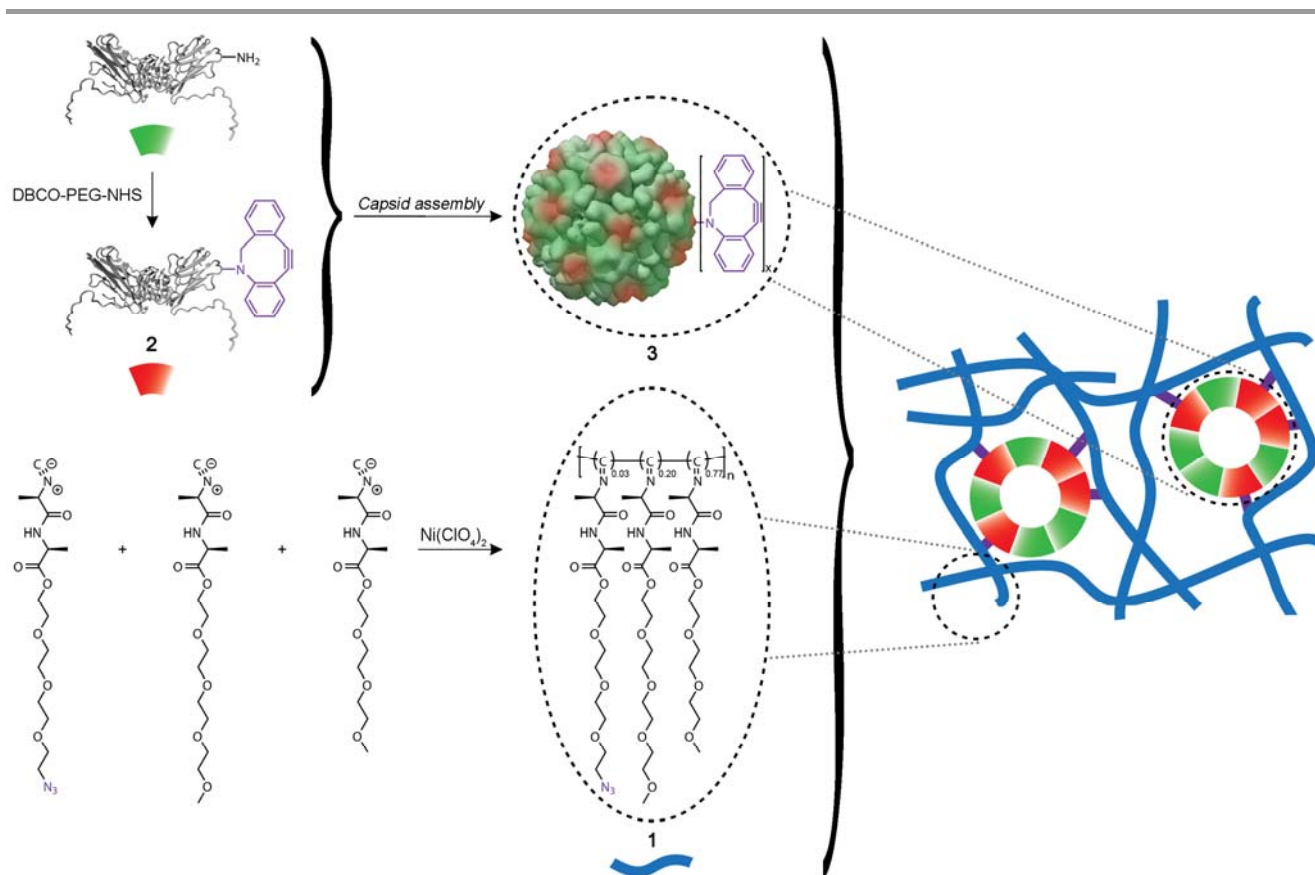 NH2
DBCO-PEG-NHS
N
2
Capsid assembly
N
x
3
C⊖
N⊕
O
HN
O
O
O
O
O
N3
+
C⊖
N⊕
O
HN
O
O
O
O
O
O
+
C⊖
N⊕
O
HN
O
O
O
O
O
Ni(ClO4)2
C 0.03 C 0.20 C 0.77 n
N N N
O O O
HN HN HN
O O O
O O O
O O O
O O O
O O O
N3
O
O
1